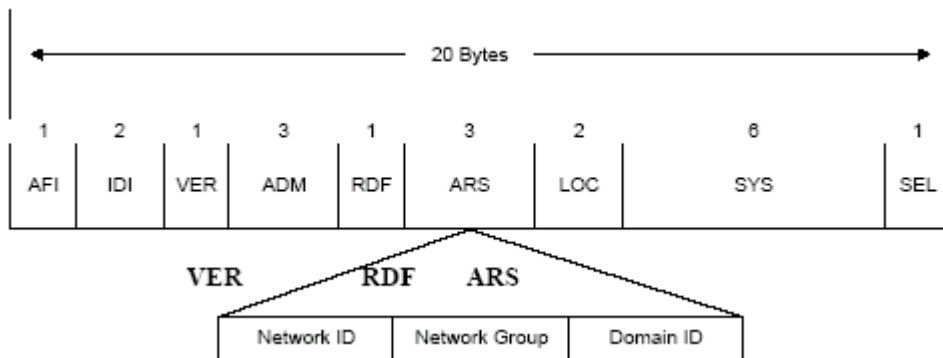 20 Bytes
1 2 1 3 1 3 2 6 1
AFI IDI VER ADM RDF ARS LOC SYS SEL
VER RDF ARS
Network ID Network Group Domain ID